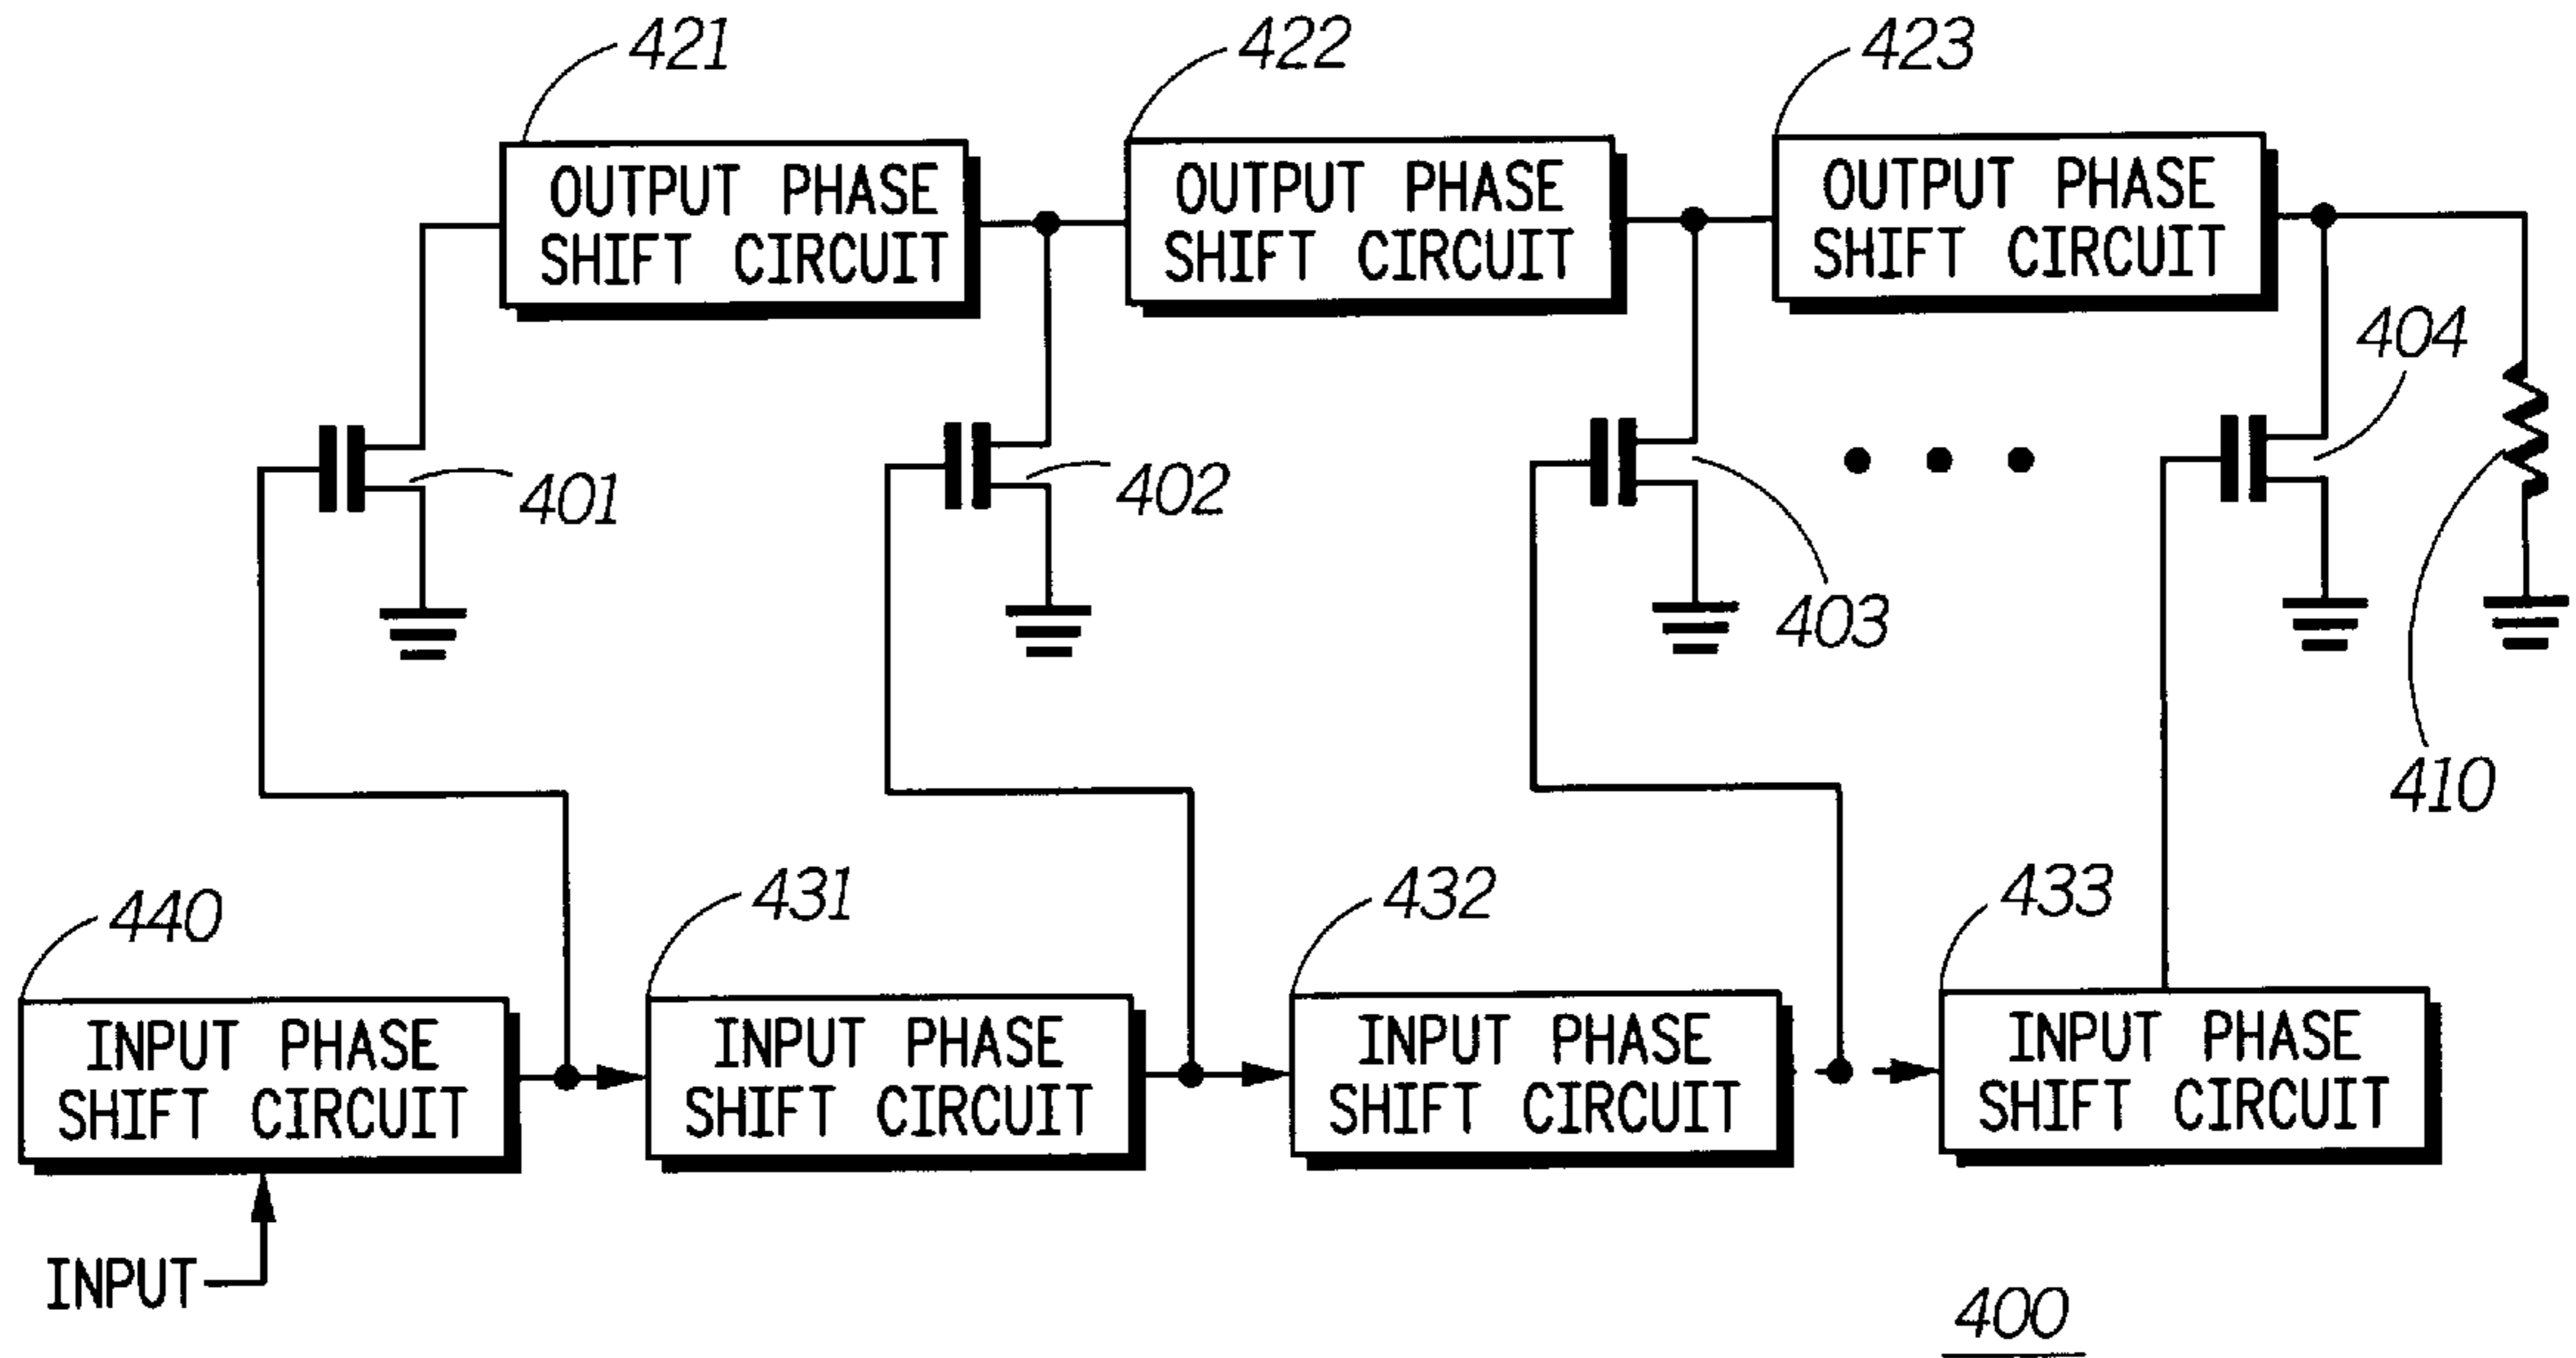 421
422
423
OUTPUT PHASE
SHIFT CIRCUIT
OUTPUT PHASE
SHIFT CIRCUIT
OUTPUT PHASE
SHIFT CIRCUIT
401
402
403
404
410
440
431
432
433
INPUT PHASE
SHIFT CIRCUIT
INPUT PHASE
SHIFT CIRCUIT
INPUT PHASE
SHIFT CIRCUIT
INPUT PHASE
SHIFT CIRCUIT
INPUT
400